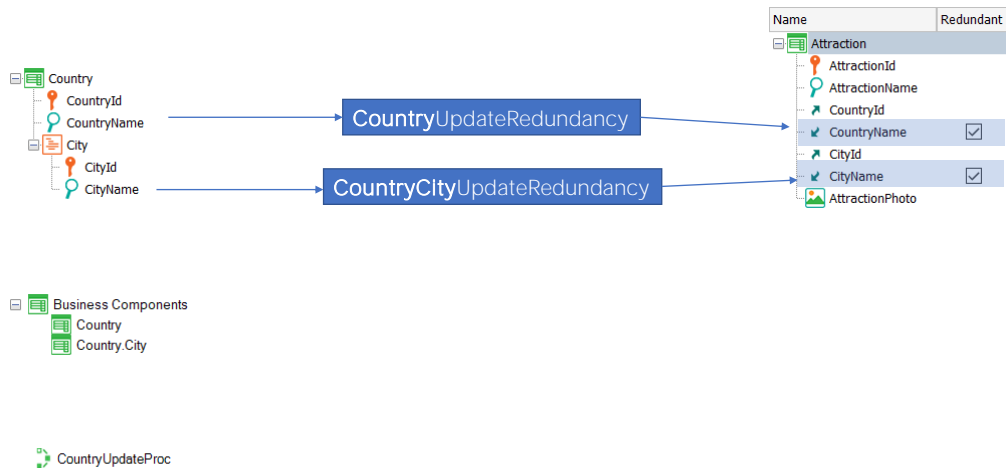 Name
Redundant
Attraction
AttractionId
AttractionName
CountryId
CountryName
CityId
CityName
AttractionPhoto
Country
CountryId
CountryName
City
CityId
CityName
CountryUpdateRedundancy
CountryCItyUpdateRedundancy
Business Components
Country
Country.City
CountryUpdateProc